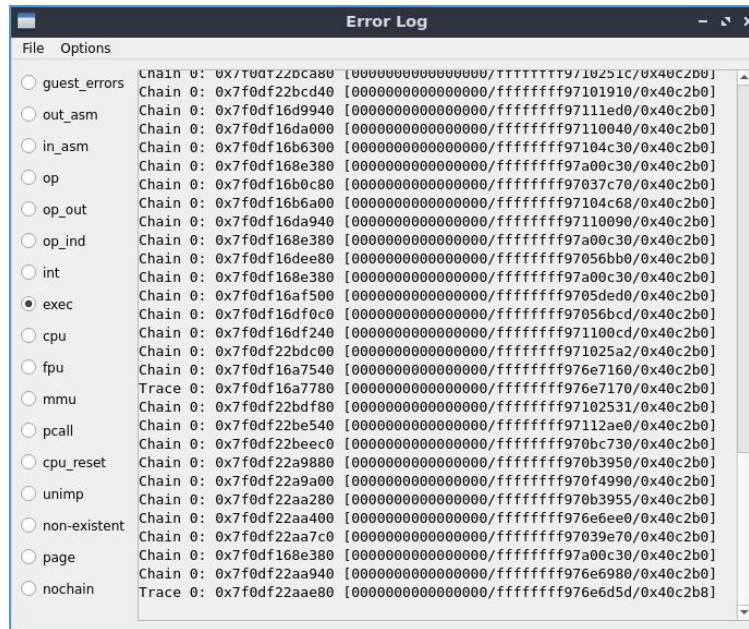 Error Log
File Options
guest_errors
out_asm
in_asm
op
op_out
op_ind
int
exec
cpu
fpu
mmu
pcall
cpu_reset
unimp
non-existent
page
nochain
Chain 0: 0x7f0df22bca80 [0000000000000000/ffffffff9710251c/0x40c2b0]
Chain 0: 0x7f0df22bcd40 [0000000000000000/ffffffff97101910/0x40c2b0]
Chain 0: 0x7f0df16d9940 [0000000000000000/ffffffff97111ed0/0x40c2b0]
Chain 0: 0x7f0df16da000 [0000000000000000/ffffffff97110040/0x40c2b0]
Chain 0: 0x7f0df16b6300 [0000000000000000/ffffffff97104c30/0x40c2b0]
Chain 0: 0x7f0df168e380 [0000000000000000/ffffffff97a00c30/0x40c2b0]
Chain 0: 0x7f0df16b0c80 [0000000000000000/ffffffff97037c70/0x40c2b0]
Chain 0: 0x7f0df16b6a00 [0000000000000000/ffffffff97104c68/0x40c2b0]
Chain 0: 0x7f0df16da940 [0000000000000000/ffffffff97110090/0x40c2b0]
Chain 0: 0x7f0df168e380 [0000000000000000/ffffffff97a00c30/0x40c2b0]
Chain 0: 0x7f0df16dee80 [0000000000000000/ffffffff97056bb0/0x40c2b0]
Chain 0: 0x7f0df168e380 [0000000000000000/ffffffff97a00c30/0x40c2b0]
Chain 0: 0x7f0df16af500 [0000000000000000/ffffffff9705ded0/0x40c2b0]
Chain 0: 0x7f0df16df0c0 [0000000000000000/ffffffff97056bcd/0x40c2b0]
Chain 0: 0x7f0df16df240 [0000000000000000/ffffffff971100cd/0x40c2b0]
Chain 0: 0x7f0df22bdc00 [0000000000000000/ffffffff971025a2/0x40c2b0]
Chain 0: 0x7f0df16a7540 [0000000000000000/ffffffff976e7160/0x40c2b0]
Trace 0: 0x7f0df16a7780 [0000000000000000/ffffffff976e7170/0x40c2b0]
Chain 0: 0x7f0df22bdf80 [0000000000000000/ffffffff97102531/0x40c2b0]
Chain 0: 0x7f0df22be540 [0000000000000000/ffffffff97112ae0/0x40c2b0]
Chain 0: 0x7f0df22beec0 [0000000000000000/ffffffff970bc730/0x40c2b0]
Chain 0: 0x7f0df22a9880 [0000000000000000/ffffffff970b3950/0x40c2b0]
Chain 0: 0x7f0df22a9a00 [0000000000000000/ffffffff970f4990/0x40c2b0]
Chain 0: 0x7f0df22aa280 [0000000000000000/ffffffff970b3955/0x40c2b0]
Chain 0: 0x7f0df22aa400 [0000000000000000/ffffffff976e6ee0/0x40c2b0]
Chain 0: 0x7f0df22aa7c0 [0000000000000000/ffffffff97039e70/0x40c2b0]
Chain 0: 0x7f0df168e380 [0000000000000000/ffffffff97a00c30/0x40c2b0]
Chain 0: 0x7f0df22aa940 [0000000000000000/ffffffff976e6980/0x40c2b0]
Trace 0: 0x7f0df22aae80 [0000000000000000/ffffffff976e6d5d/0x40c2b8]